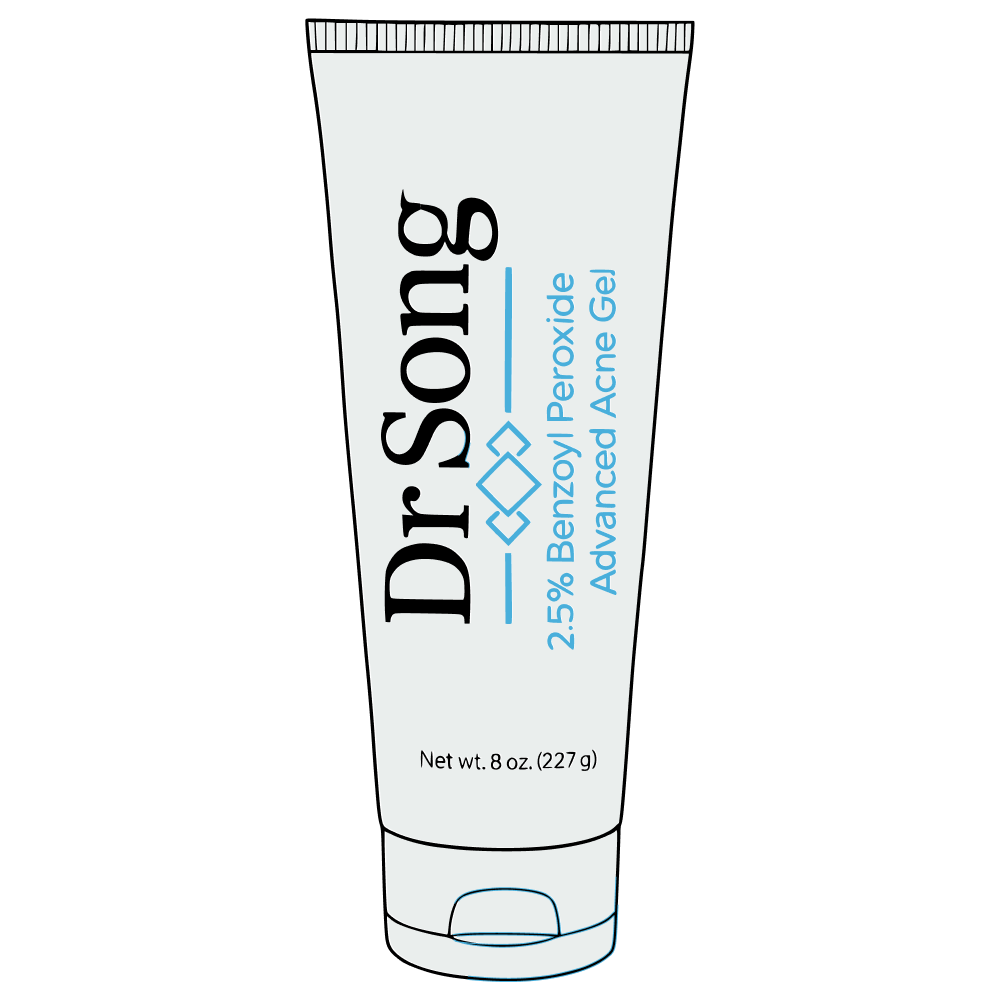 Dr Song
2.5% Benzoyl Peroxide
Advanced Acne Gel
Net wt. 8 oz. (227 g)